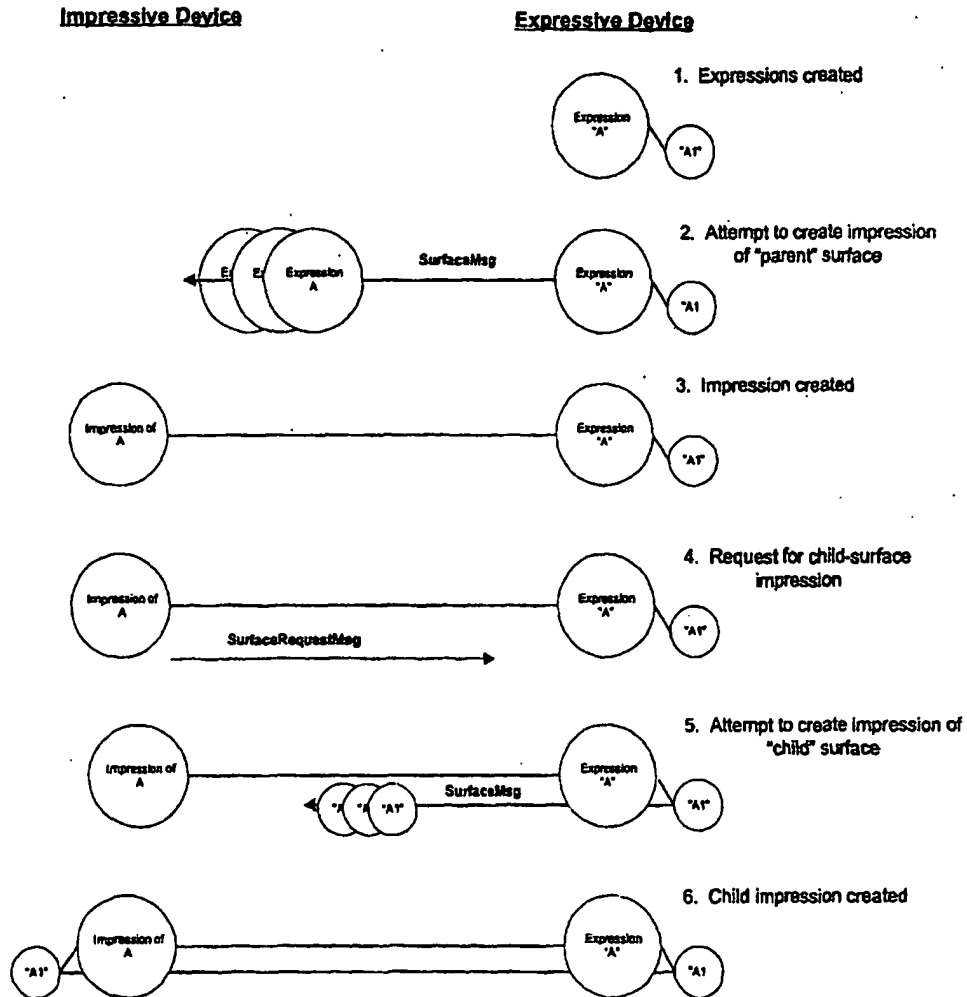 Impressive Device
Expressive Device
1. Expressions created
Expression
"A"
"A1"
2. Attempt to create impression
of "parent" surface
SurfaceMsg
E
E
Expression
A
Expression
"A"
"A1
3. Impression created
Impression of
A
Expression
"A"
"A1"
4. Request for child-surface
impression
Impression of
A
Expression
"A"
"A1"
SurfaceRequestMsg
5. Attempt to create impression of
"child" surface
Impression of
A
Expression
"A"
SurfaceMsg
"A
"A
"A1"
"A1"
6. Child impression created
Impression of
A
Expression
"A"
"A1"
"A1